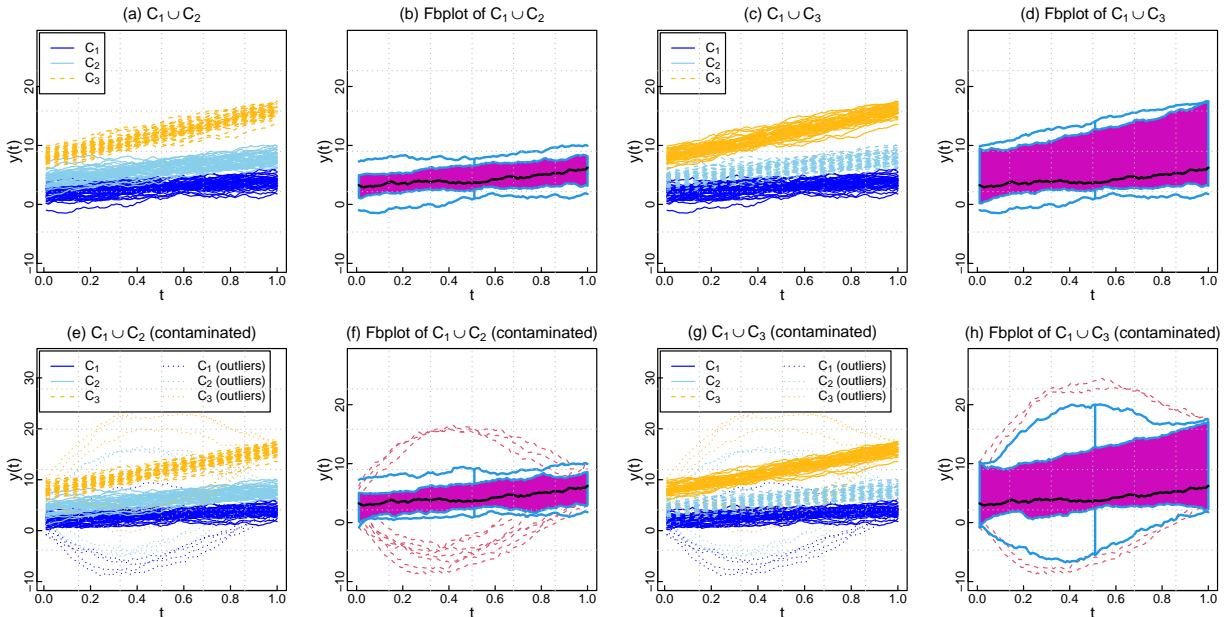 (a) C₁ ∪ C₂
C₁
C₂
C₃
y(t)
−10 0 10 20
0.0 0.2 0.4 0.6 0.8 1.0
t
(b) Fbplot of C₁ ∪ C₂
y(t)
−10 0 10 20
0.0 0.2 0.4 0.6 0.8 1.0
t
(c) C₁ ∪ C₃
C₁
C₂
C₃
y(t)
−10 0 10 20
0.0 0.2 0.4 0.6 0.8 1.0
t
(d) Fbplot of C₁ ∪ C₃
y(t)
−10 0 10 20
0.0 0.2 0.4 0.6 0.8 1.0
t
(e) C₁ ∪ C₂ (contaminated)
C₁ C₁ (outliers)
C₂ C₂ (outliers)
C₃ C₃ (outliers)
y(t)
−10 0 10 20 30
0.0 0.2 0.4 0.6 0.8 1.0
t
(f) Fbplot of C₁ ∪ C₂ (contaminated)
y(t)
−10 0 10 20 30
0.0 0.2 0.4 0.6 0.8 1.0
t
(g) C₁ ∪ C₃ (contaminated)
C₁ C₁ (outliers)
C₂ C₂ (outliers)
C₃ C₃ (outliers)
y(t)
−10 0 10 20 30
0.0 0.2 0.4 0.6 0.8 1.0
t
(h) Fbplot of C₁ ∪ C₃ (contaminated)
y(t)
−10 0 10 20 30
0.0 0.2 0.4 0.6 0.8 1.0
t